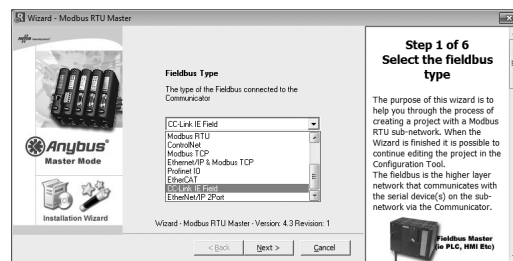 Wizard - Modbus RTU Master
Anybus®
Master Mode
Installation Wizard
Fieldbus Type
The type of the Fieldbus connected to the
Communicator
CC-Link IE Field
Modbus RTU
ControlNet
Modbus TCP
Ethernet/IP & Modbus TCP
Profinet IO
EtherCAT
CC-Link IE Field
EtherNet/IP 2Port
Wizard - Modbus RTU Master - Version: 4.3 Revision: 1
< Back
Next >
Cancel
Step 1 of 6
Select the fieldbus
type
The purpose of this wizard is to
help you through the process of
creating a project with a Modbus
RTU sub-network. When the
Wizard is finished it is possible to
continue editing the project in the
Configuration Tool.
The fieldbus is the higher layer
network that communicates with
the serial device(s) on the sub-
network via the Communicator.
Fieldbus Master
(ie PLC, HMI Etc)